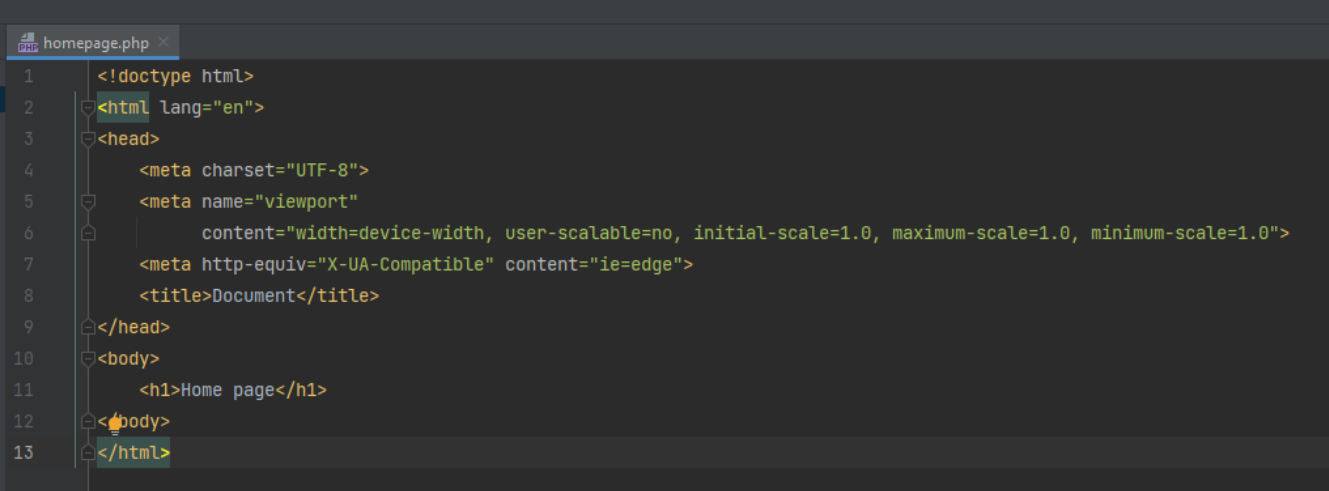 PHP homepage.php
1 <!doctype html>
2 <html lang="en">
3 <head>
4     <meta charset="UTF-8">
5     <meta name="viewport"
6           content="width=device-width, user-scalable=no, initial-scale=1.0, maximum-scale=1.0, minimum-scale=1.0">
7     <meta http-equiv="X-UA-Compatible" content="ie=edge">
8     <title>Document</title>
9 </head>
10 <body>
11     <h1>Home page</h1>
12 </body>
13 </html>